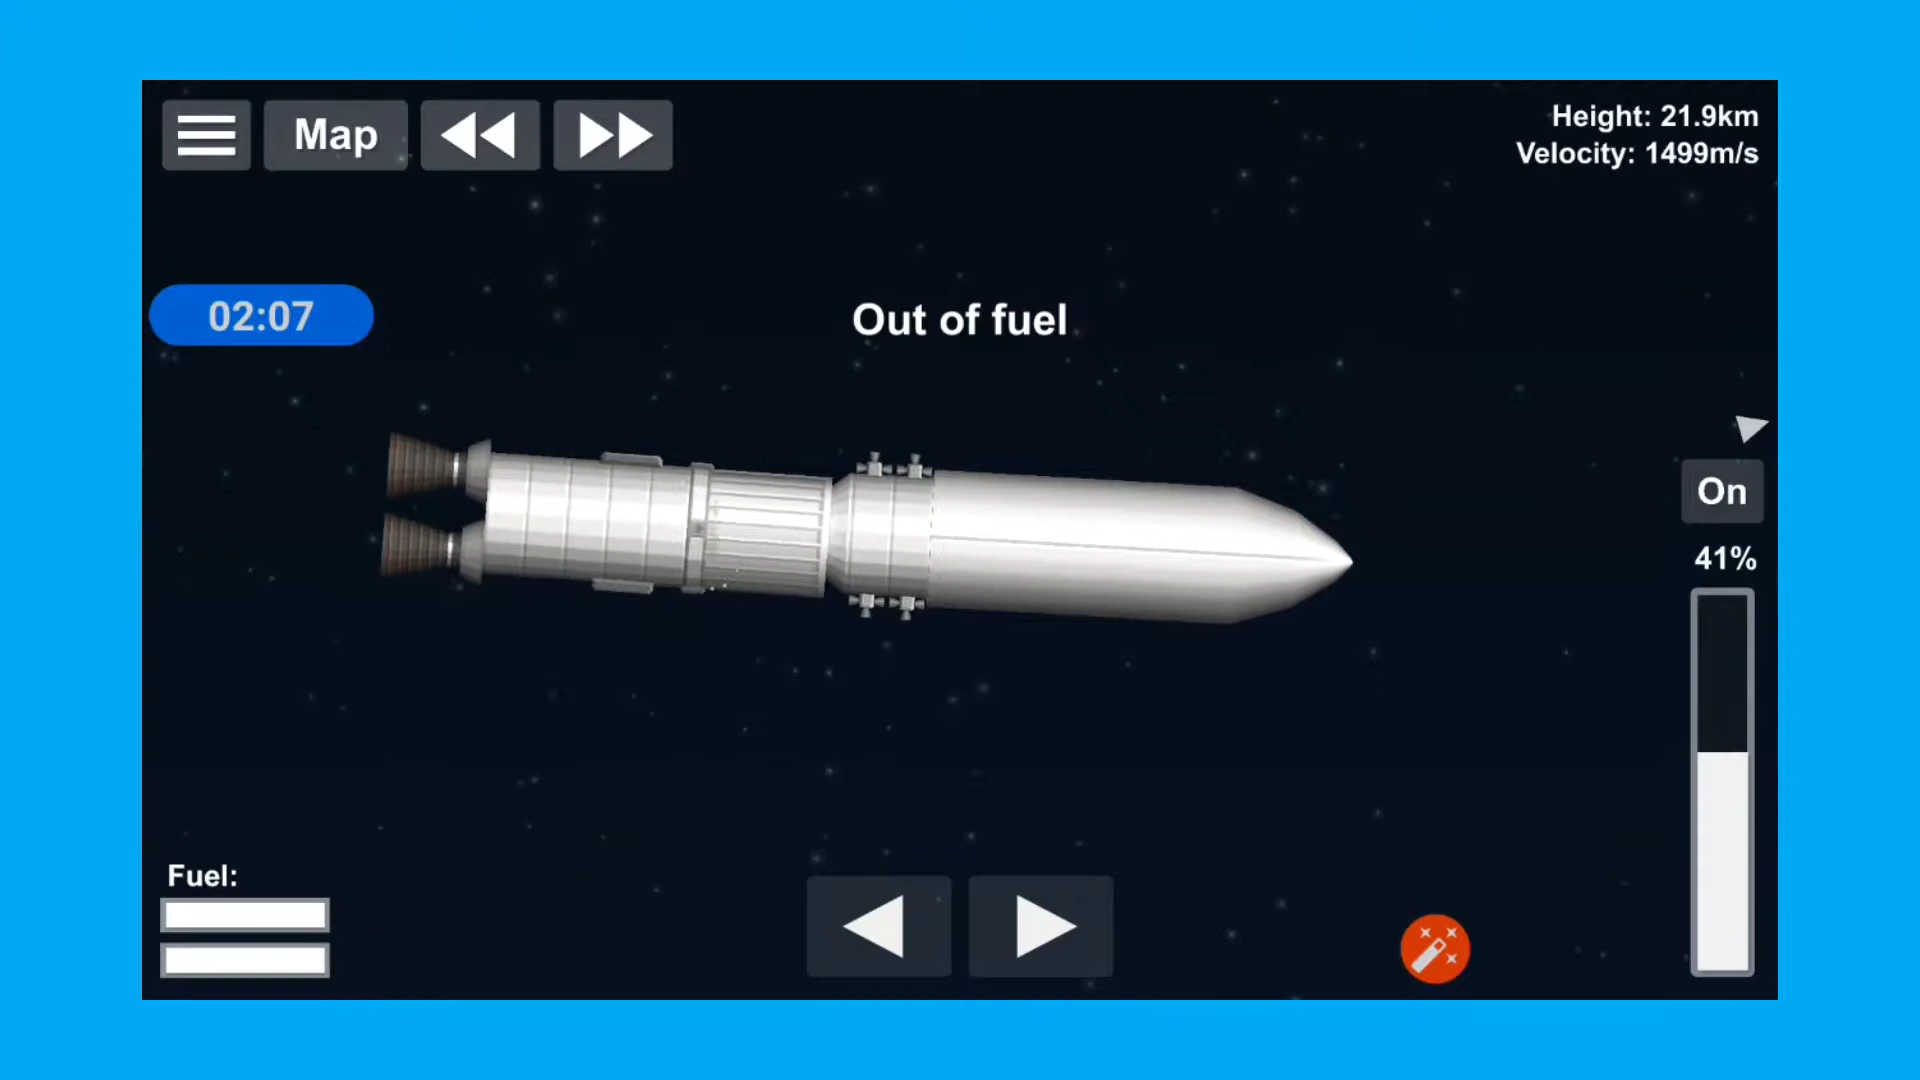 Map
Height: 21.9km
Velocity: 1499m/s
02:07
Out of fuel
On
41%
Fuel: